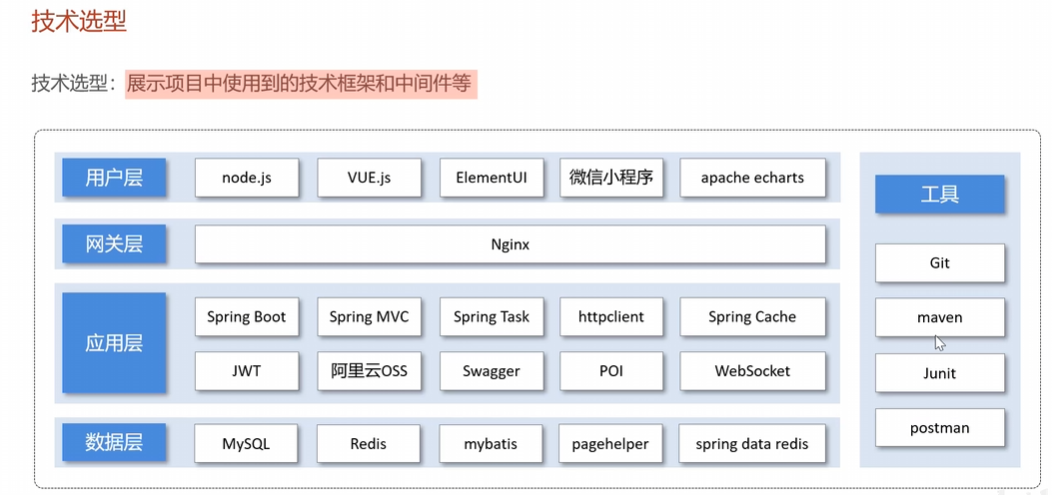 技术选型
技术选型：展示项目中使用到的技术框架和中间件等
用户层 node.js VUE.js ElementUI 微信小程序 apache echarts
网关层 Nginx
应用层
Spring Boot Spring MVC Spring Task httpclient Spring Cache
JWT 阿里云OSS Swagger POI WebSocket
数据层 MySQL Redis mybatis pagehelper spring data redis
工具
Git
maven
Junit
postman